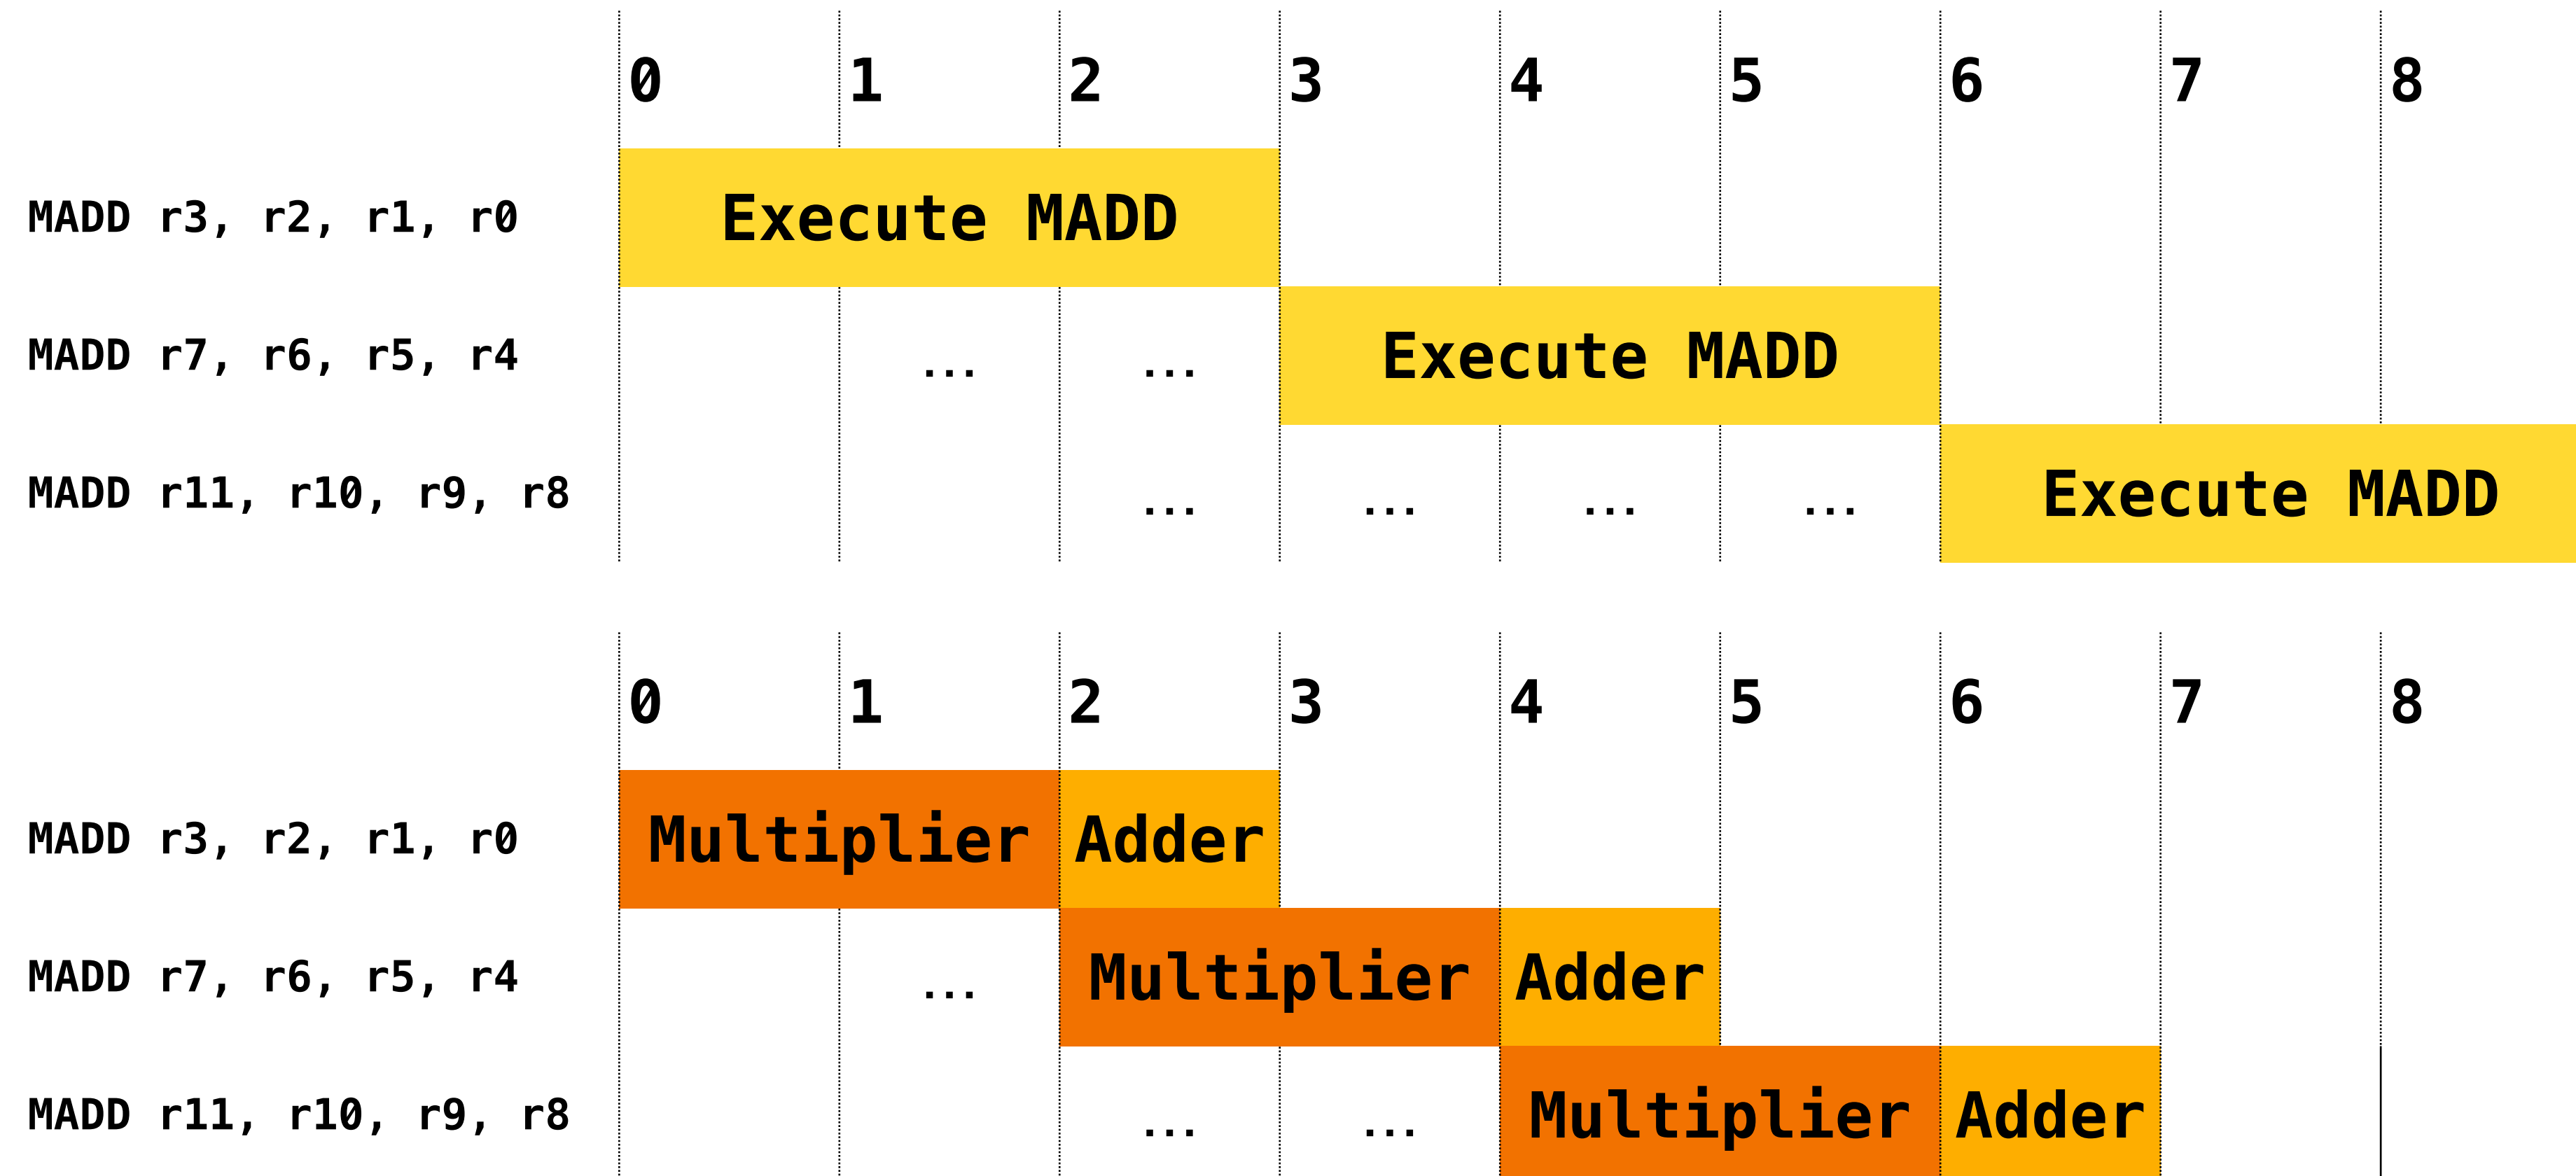 0 1 2 3 4 5 6 7 8
MADD r3, r2, r1, r0 Execute MADD
MADD r7, r6, r5, r4 ... ... Execute MADD
MADD r11, r10, r9, r8 ... ... ... ... Execute MADD
0 1 2 3 4 5 6 7 8
MADD r3, r2, r1, r0 Multiplier Adder
MADD r7, r6, r5, r4 ... Multiplier Adder
MADD r11, r10, r9, r8 ... ... Multiplier Adder